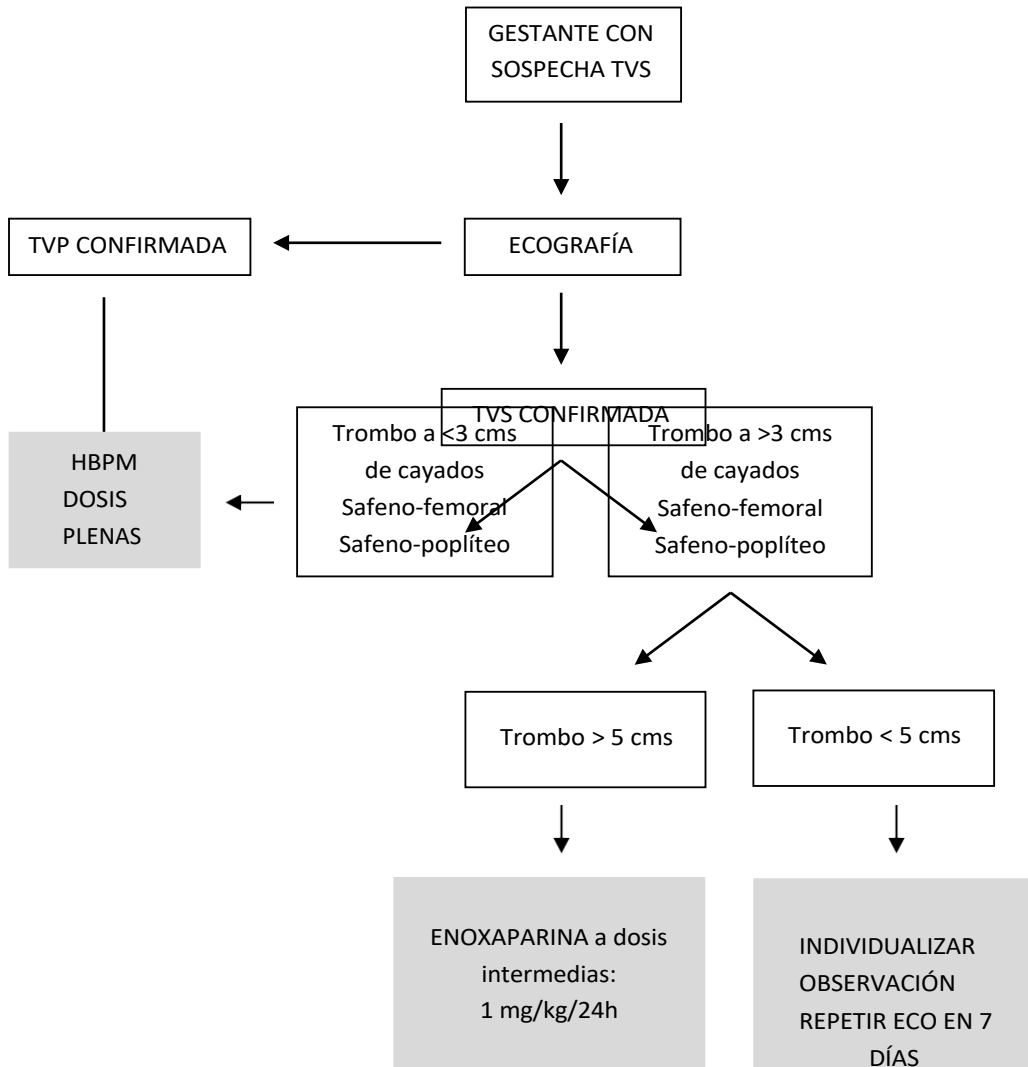 GESTANTE CON
SOSPECHA TVS
TVP CONFIRMADA
ECOGRAFÍA
TVS CONFIRMADA
HBPM
DOSIS
PLENAS
Trombo a <3 cms
de cayados
Safeno-femoral
Safeno-poplíteo
Trombo a >3 cms
de cayados
Safeno-femoral
Safeno-poplíteo
Trombo > 5 cms
Trombo < 5 cms
ENOXAPARINA a dosis
intermedias:
1 mg/kg/24h
INDIVIDUALIZAR
OBSERVACIÓN
REPETIR ECO EN 7
DÍAS